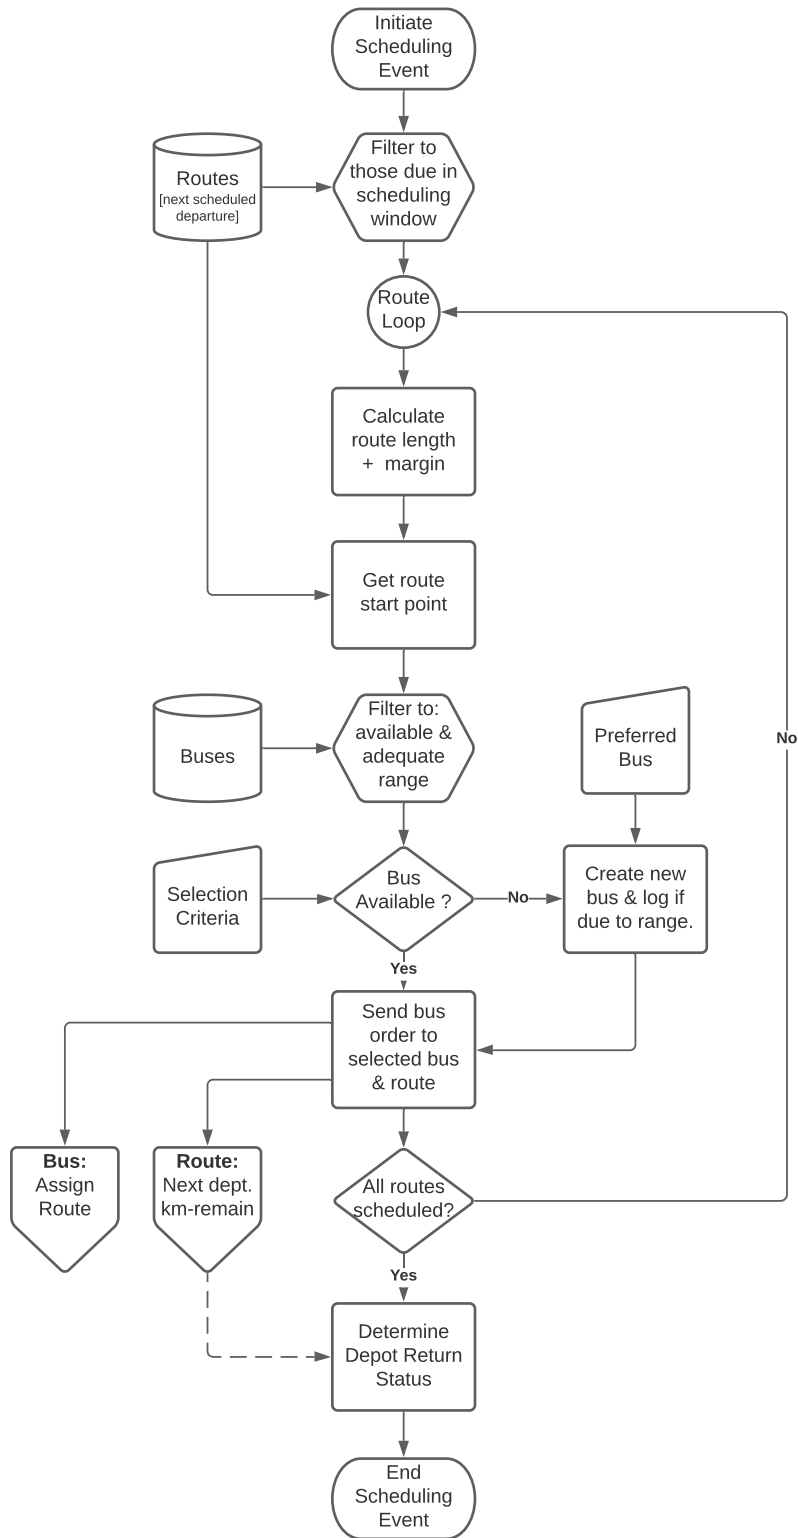 Initiate
Scheduling
Event
Filter to
those due in
scheduling
window
Routes
[next scheduled
departure]
Route
Loop
Calculate
route length
+ margin
Get route
start point
Filter to:
available &
adequate
range
Buses
Preferred
Bus
No
Selection
Criteria
Bus
Available ?
No
Create new
bus & log if
due to range.
Yes
Send bus
order to
selected bus
& route
Bus:
Assign
Route
Route:
Next dept.
km-remain
All routes
scheduled?
Yes
Determine
Depot Return
Status
End
Scheduling
Event